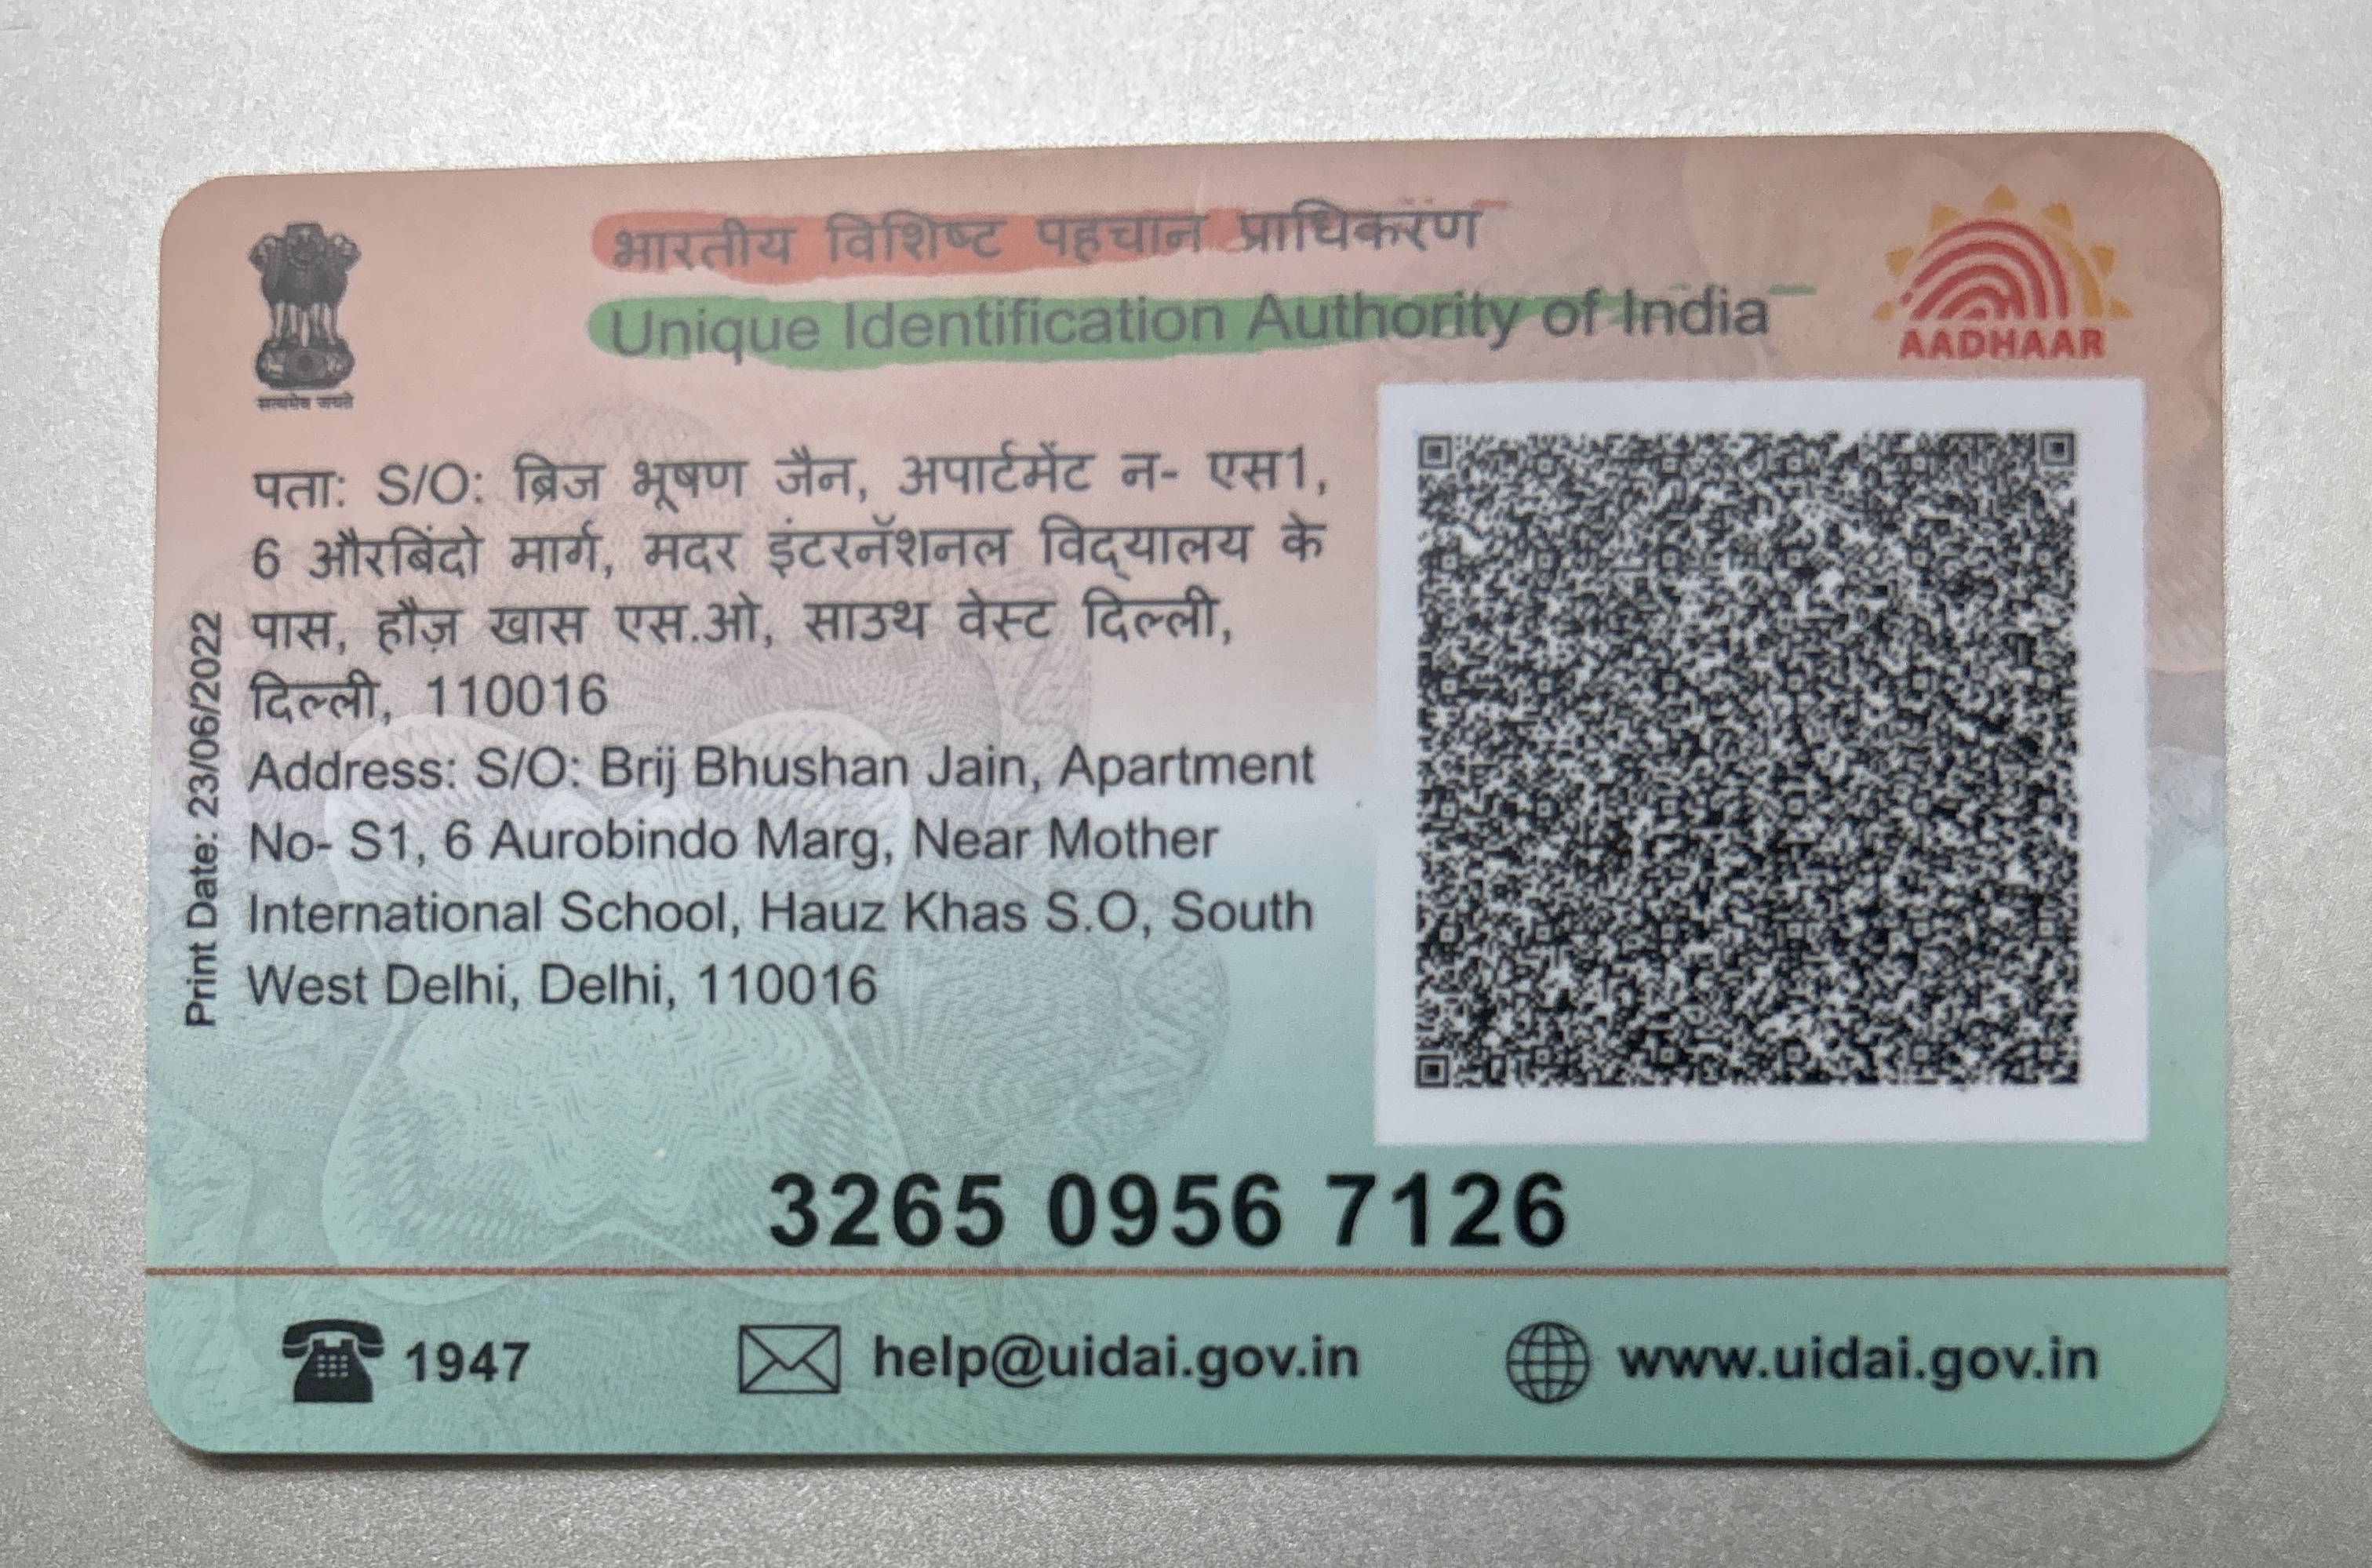 भारतीय विशिष्ट पहचान प्राधिकरण
Unique Identification Authority of India
AADHAAR
सत्यमेव जयते
पता: S/O: ब्रिज भूषण जैन, अपार्टमेंट न- एस1,
6 औरबिंदो मार्ग, मदर इंटरनॅशनल विद्यालय के
पास, हौज़ खास एस.ओ, साउथ वेस्ट दिल्ली,
दिल्ली, 110016
Address: S/O: Brij Bhushan Jain, Apartment
No- S1, 6 Aurobindo Marg, Near Mother
International School, Hauz Khas S.O, South
West Delhi, Delhi, 110016
Print Date: 23/06/2022
3265 0956 7126
1947
help@uidai.gov.in
www.uidai.gov.in